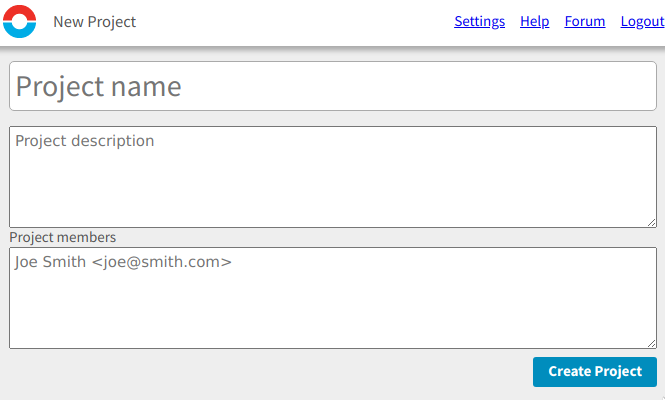 New Project
Settings Help Forum Logout
Project name
Project description
Project members
Joe Smith <joe@smith.com>
Create Project